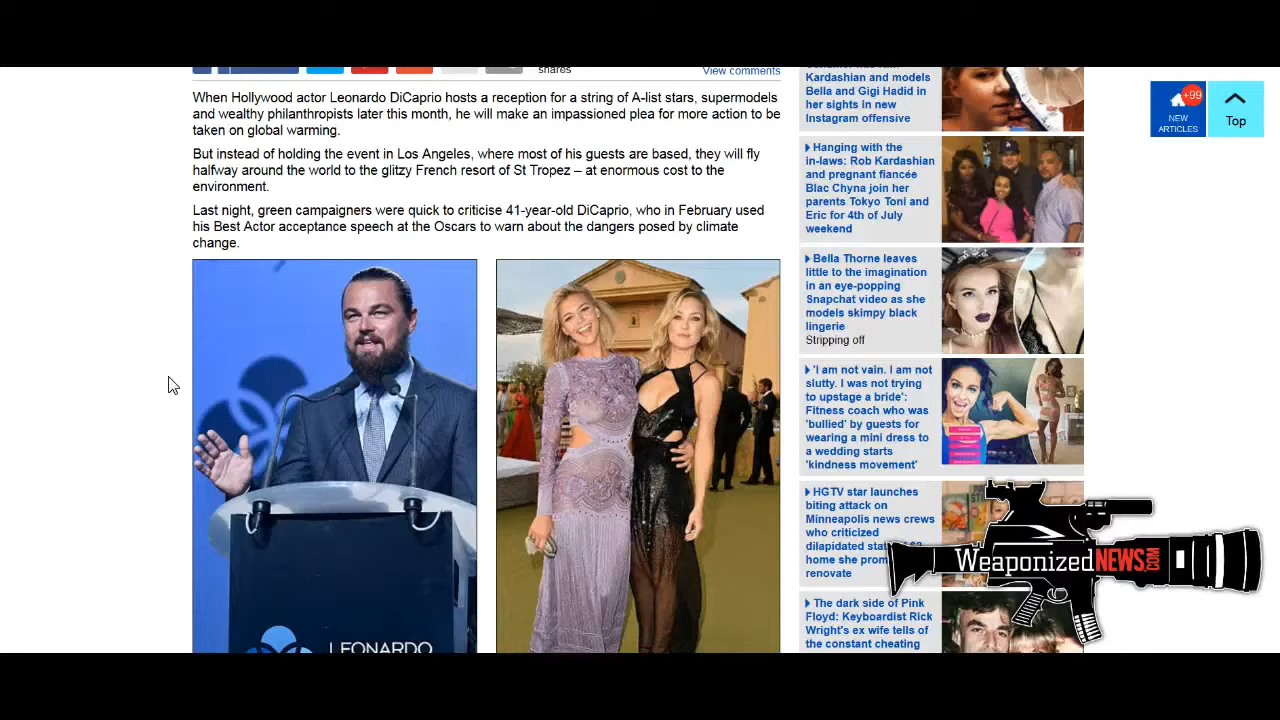 shares
View comments
When Hollywood actor Leonardo DiCaprio hosts a reception for a string of A-list stars, supermodels
and wealthy philanthropists later this month, he will make an impassioned plea for more action to be
taken on global warming.
But instead of holding the event in Los Angeles, where most of his guests are based, they will fly
halfway around the world to the glitzy French resort of St Tropez – at enormous cost to the
environment.
Last night, green campaigners were quick to criticise 41-year-old DiCaprio, who in February used
his Best Actor acceptance speech at the Oscars to warn about the dangers posed by climate
change.
LEONARDO
Kardashian and models
Bella and Gigi Hadid in
her sights in new
Instagram offensive
Hanging with the
in-laws: Rob Kardashian
and pregnant fiancée
Blac Chyna join her
parents Tokyo Toni and
Eric for 4th of July
weekend
Bella Thorne leaves
little to the imagination
in an eye-popping
Snapchat video as she
models skimpy black
lingerie
Stripping off
'I am not vain. I am not
slutty. I was not trying
to upstage a bride':
Fitness coach who was
'bullied' by guests for
wearing a mini dress to
a wedding starts
'kindness movement'
HGTV star launches
biting attack on
Minneapolis news crews
who criticized
dilapidated
home she
renovate
The dark side of Pink
Floyd: Keyboardist Rick
Wright's ex wife tells of
the constant cheating
+99
NEW
ARTICLES
Top
WEAPONIZEDNEWS.COM